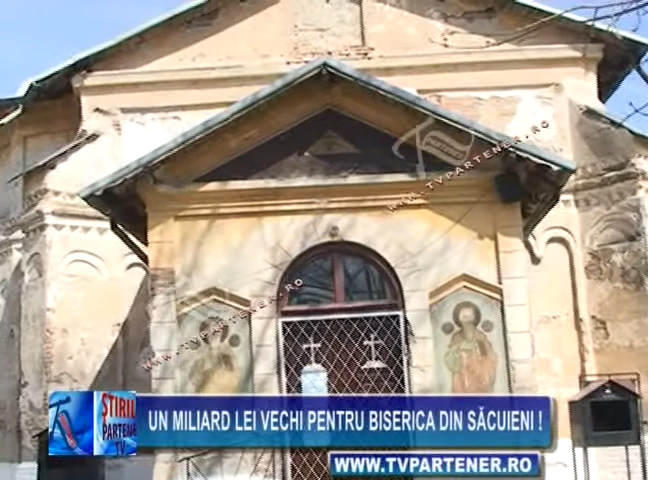 WWW.TVPARTENER.RO
WWW.TVPARTENER.RO
ȘTIRILE
PARTENER
TV
UN MILIARD LEI VECHI PENTRU BISERICA DIN SĂCUIENI !
WWW.TVPARTENER.RO